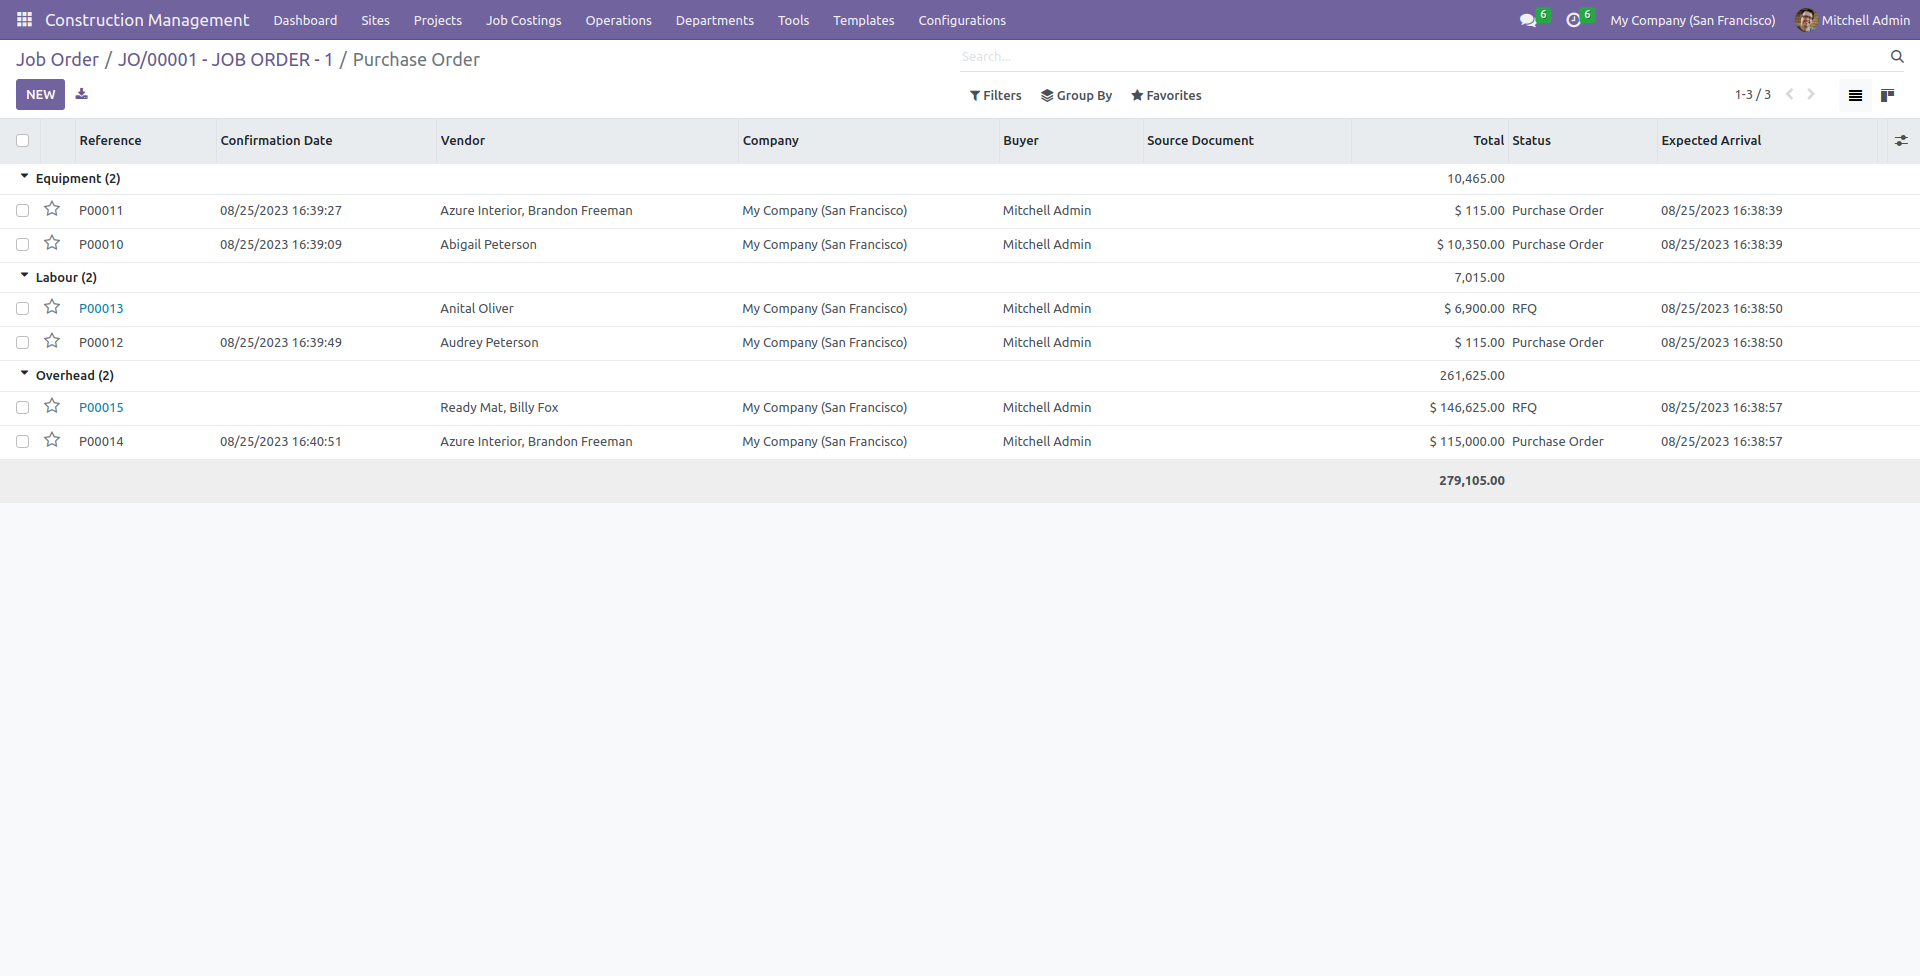 Construction Management Dashboard Sites Projects Job Costings Operations Departments Tools Templates Configurations 6 6 My Company (San Francisco) Mitchell Admin
Job Order / JO/00001 - JOB ORDER - 1 / Purchase Order Search...
NEW Filters Group By Favorites 1-3 / 3
Reference Confirmation Date Vendor Company Buyer Source Document Total Status Expected Arrival
Equipment (2) 10,465.00
P00011 08/25/2023 16:39:27 Azure Interior, Brandon Freeman My Company (San Francisco) Mitchell Admin $ 115.00 Purchase Order 08/25/2023 16:38:39
P00010 08/25/2023 16:39:09 Abigail Peterson My Company (San Francisco) Mitchell Admin $ 10,350.00 Purchase Order 08/25/2023 16:38:39
Labour (2) 7,015.00
P00013 Anital Oliver My Company (San Francisco) Mitchell Admin $ 6,900.00 RFQ 08/25/2023 16:38:50
P00012 08/25/2023 16:39:49 Audrey Peterson My Company (San Francisco) Mitchell Admin $ 115.00 Purchase Order 08/25/2023 16:38:50
Overhead (2) 261,625.00
P00015 Ready Mat, Billy Fox My Company (San Francisco) Mitchell Admin $ 146,625.00 RFQ 08/25/2023 16:38:57
P00014 08/25/2023 16:40:51 Azure Interior, Brandon Freeman My Company (San Francisco) Mitchell Admin $ 115,000.00 Purchase Order 08/25/2023 16:38:57
279,105.00